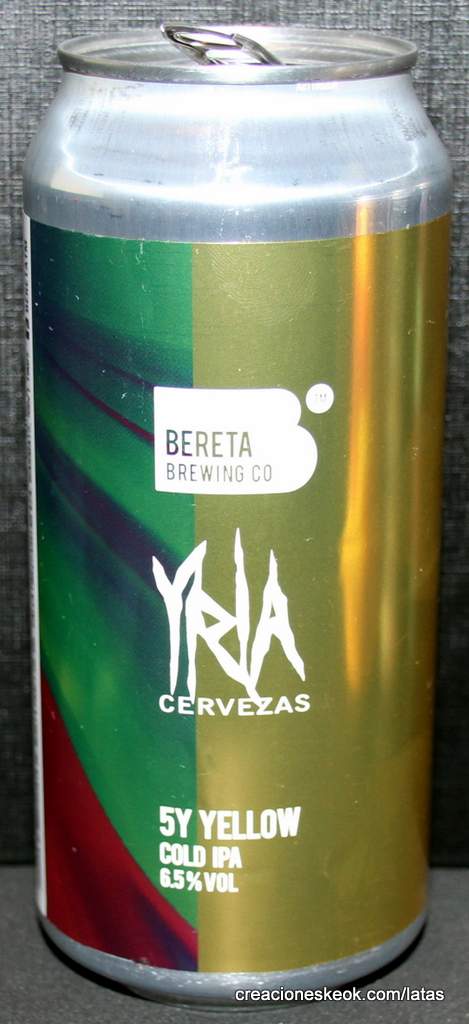 TM
BERETA
BREWING CO
YRIA
CERVEZAS
5Y YELLOW
COLD IPA
6.5% VOL
creacioneskeok.com/latas